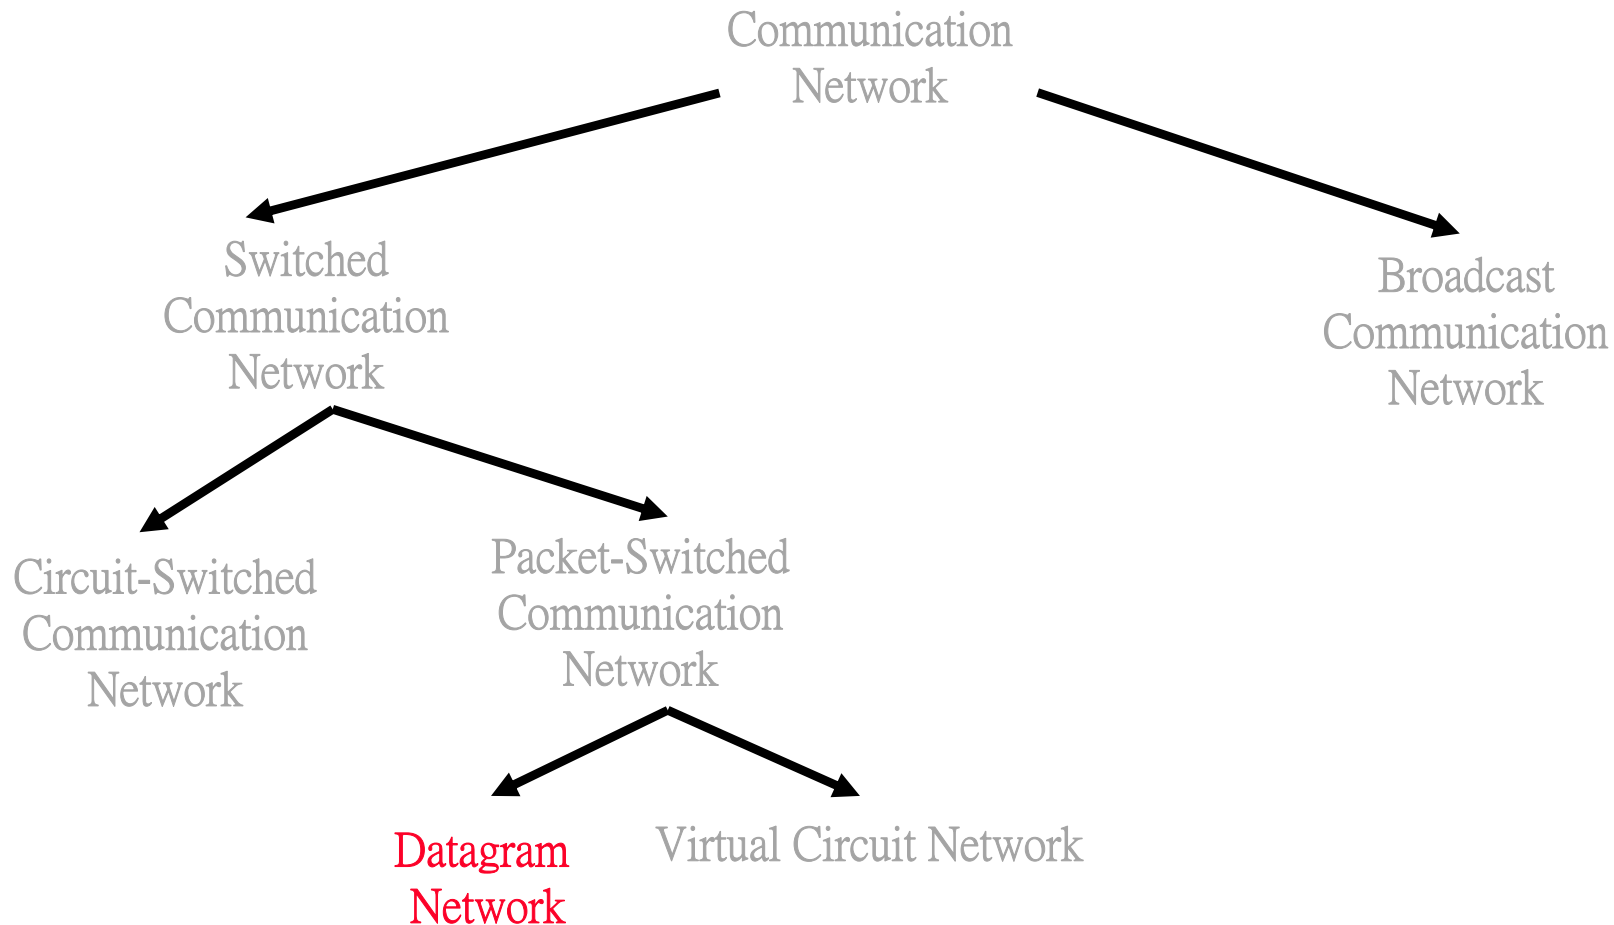 Communication
Network
Switched
Communication
Network
Broadcast
Communication
Network
Circuit-Switched
Communication
Network
Packet-Switched
Communication
Network
Datagram
Network
Virtual Circuit Network